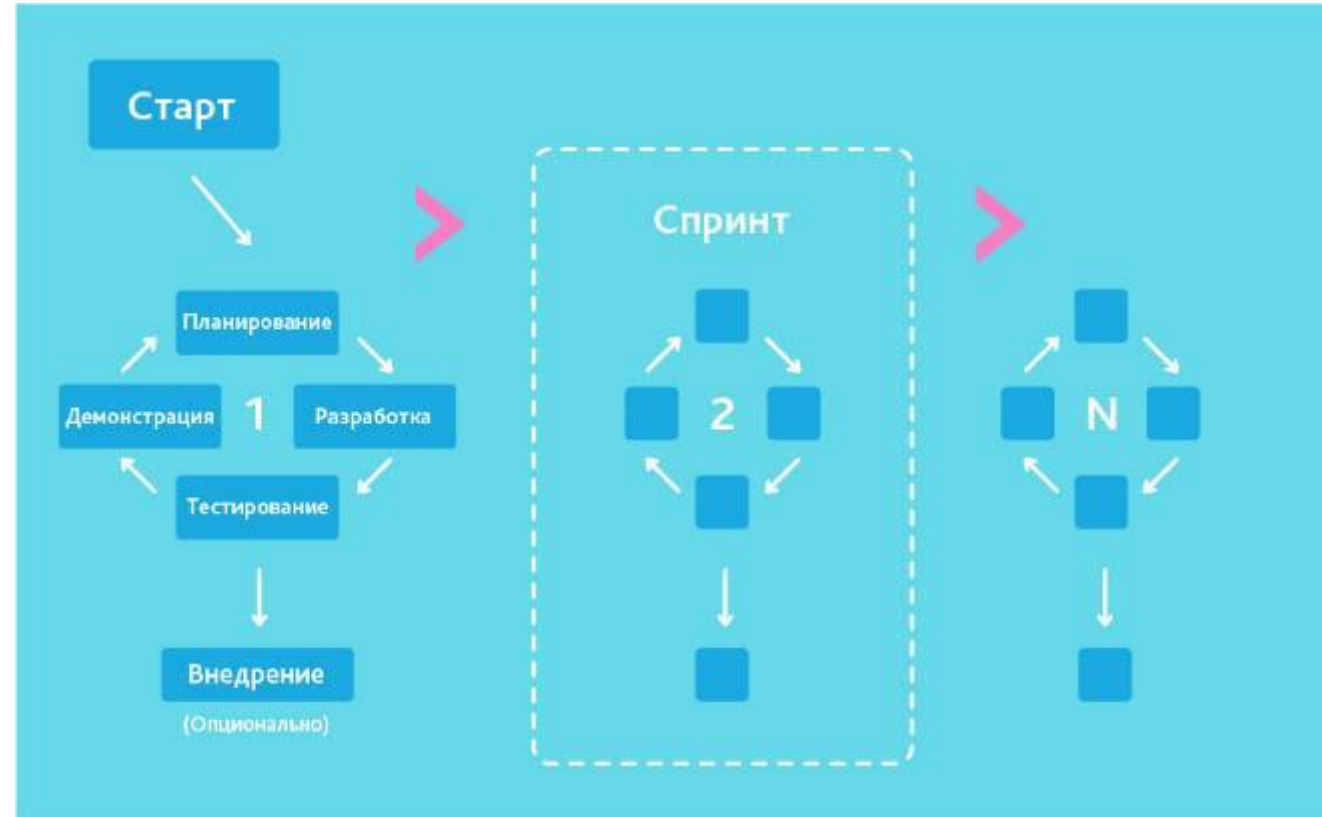 Старт
Спринт
Планирование
Демонстрация
1
Разработка
2
N
Тестирование
Внедрение
(Опционально)